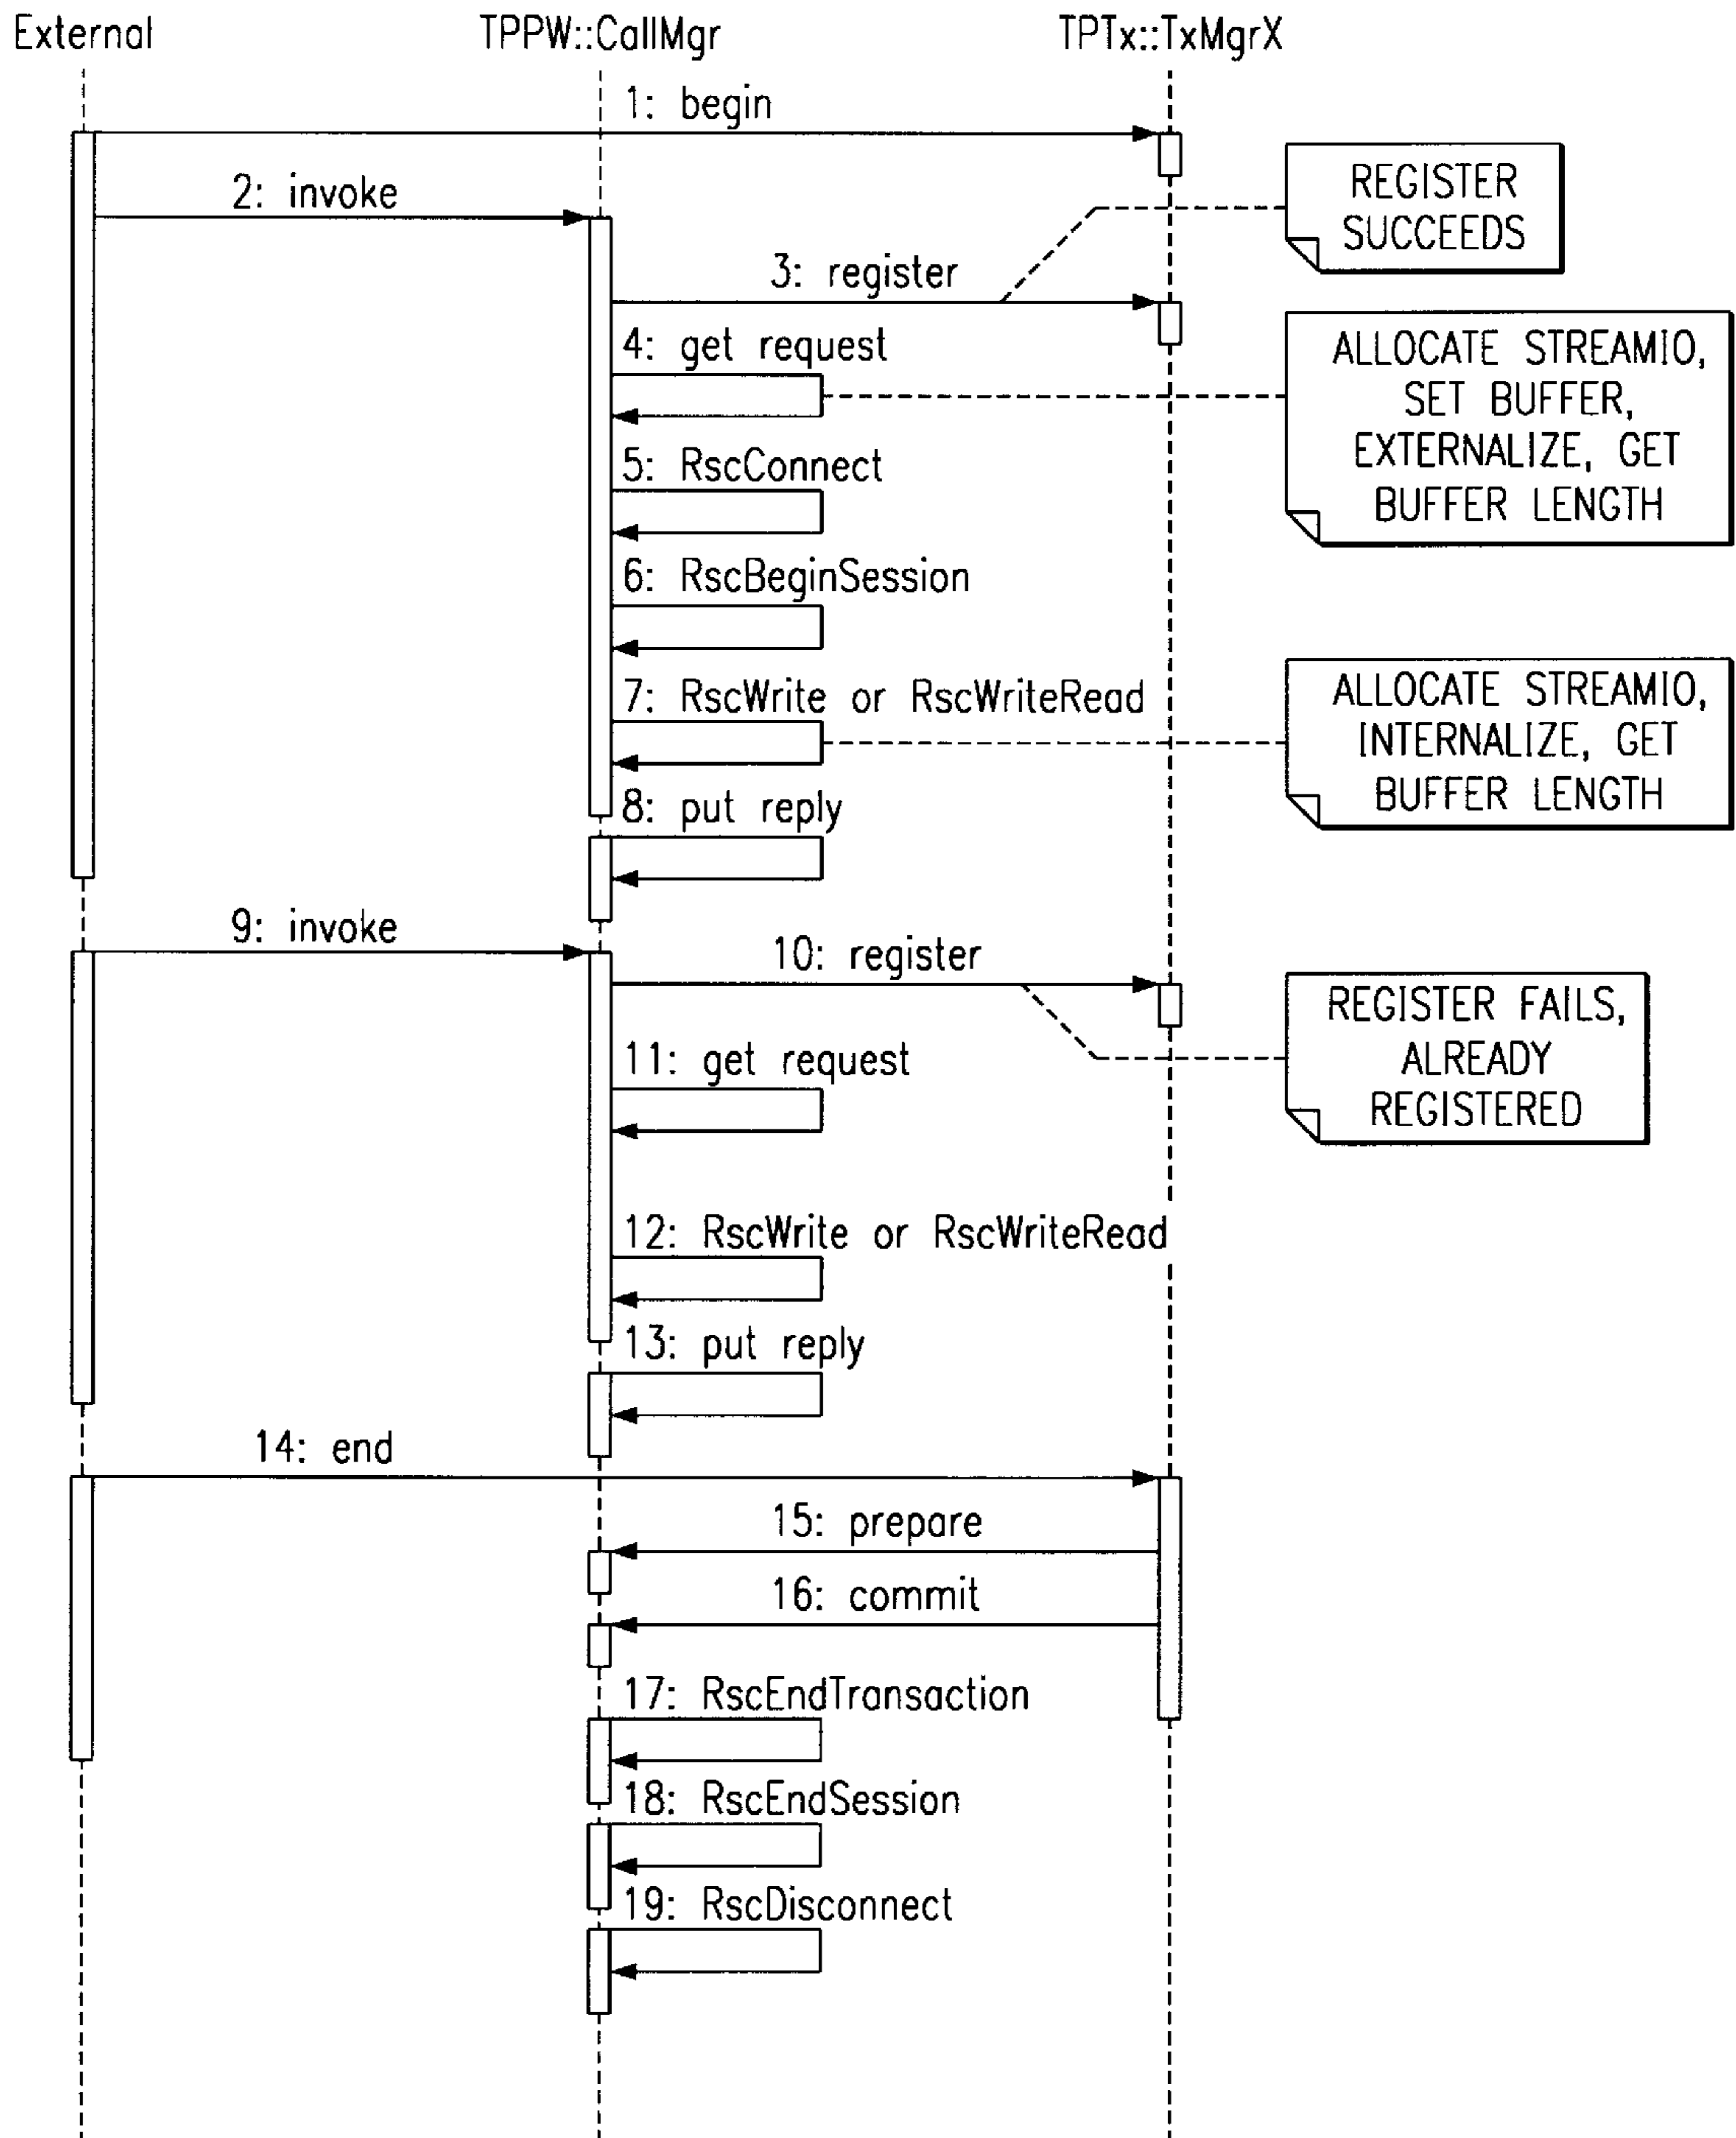 External
TPPW::CallMgr
TPTx::TxMgrX
1: begin
2: invoke
REGISTER
SUCCEEDS
3: register
4: get request
ALLOCATE STREAMIO,
SET BUFFER,
EXTERNALIZE, GET
BUFFER LENGTH
5: RscConnect
6: RscBeginSession
7: RscWrite or RscWriteRead
ALLOCATE STREAMIO,
INTERNALIZE, GET
BUFFER LENGTH
8: put reply
9: invoke
10: register
REGISTER FAILS,
ALREADY
REGISTERED
11: get request
12: RscWrite or RscWriteRead
13: put reply
14: end
15: prepare
16: commit
17: RscEndTransaction
18: RscEndSession
19: RscDisconnect